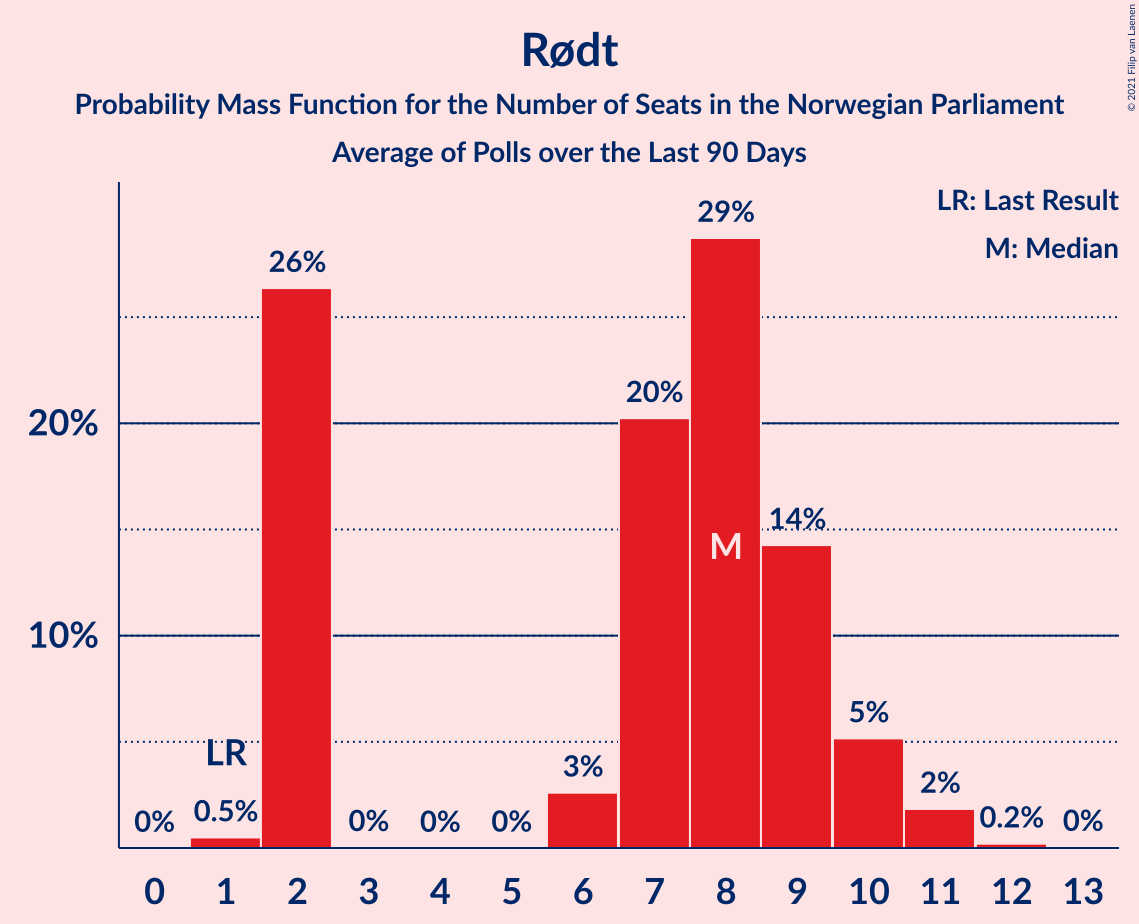 Rødt
Probability Mass Function for the Number of Seats in the Norwegian Parliament
Average of Polls over the Last 90 Days
© 2021 Filip van Laenen
LR: Last Result
M: Median
20%
10%
0%
0.5%
LR
26%
0%
0%
0%
3%
20%
29%
M
14%
5%
2%
0.2%
0%
0 1 2 3 4 5 6 7 8 9 10 11 12 13